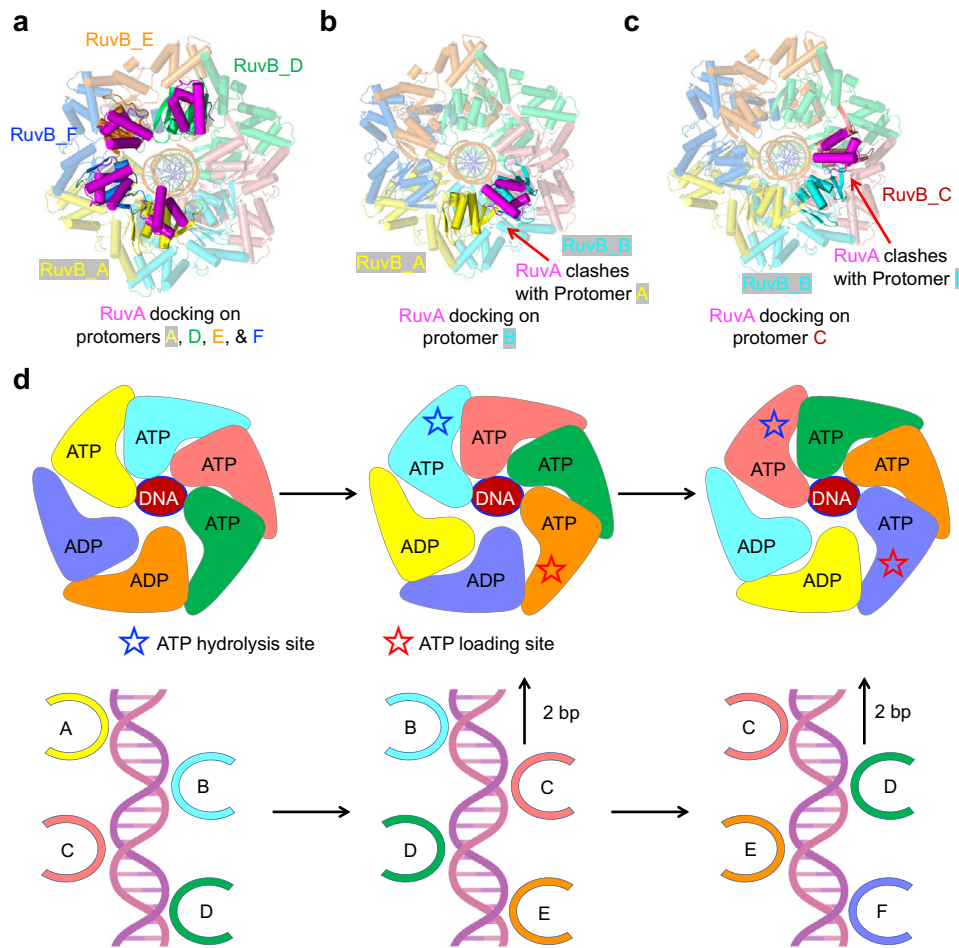 a
b
c
RuvB_E
RuvB_D
RuvB_F
RuvB_A
RuvA docking on
protomers A, D, E, & F
RuvB_A
RuvB_B
RuvA clashes
with Protomer A
RuvA docking on
protomer B
RuvB_C
RuvB_B
RuvA clashes
with Protomer
RuvA docking on
protomer C
d
ATP
ATP
ATP
DNA
ADP
ATP
ADP
ATP
ATP
ATP
DNA
ATP
ADP
ATP
ATP
ATP
DNA
ATP
ADP
ATP hydrolysis site
ATP loading site
A
B
C
D
B
2 bp
C
D
E
C
2 bp
D
E
F